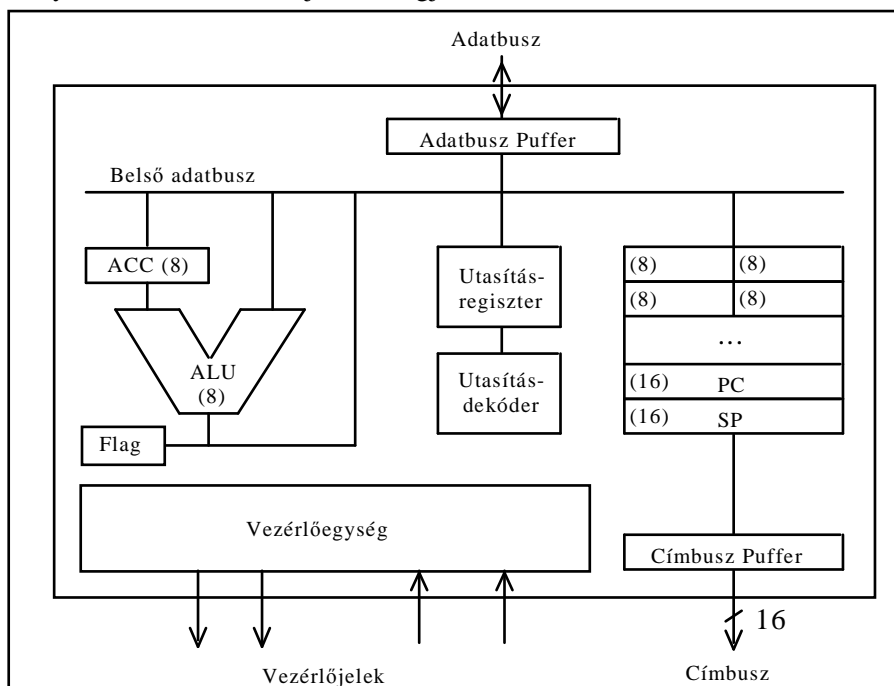 Adatbusz
Adatbusz Puffer
Belső adatbusz
ACC (8)
ALU
(8)
Flag
Utasítás-
regiszter
Utasítás-
dekóder
(8) (8)
(8) (8)
...
(16) PC
(16) SP
Vezérlőegység
Címbusz Puffer
16
Vezérlőjelek
Címbusz